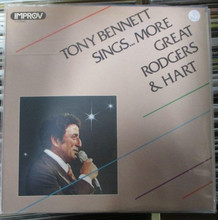 IMPROV
TONY BENNETT
SINGS... MORE
GREAT
RODGERS
& HART